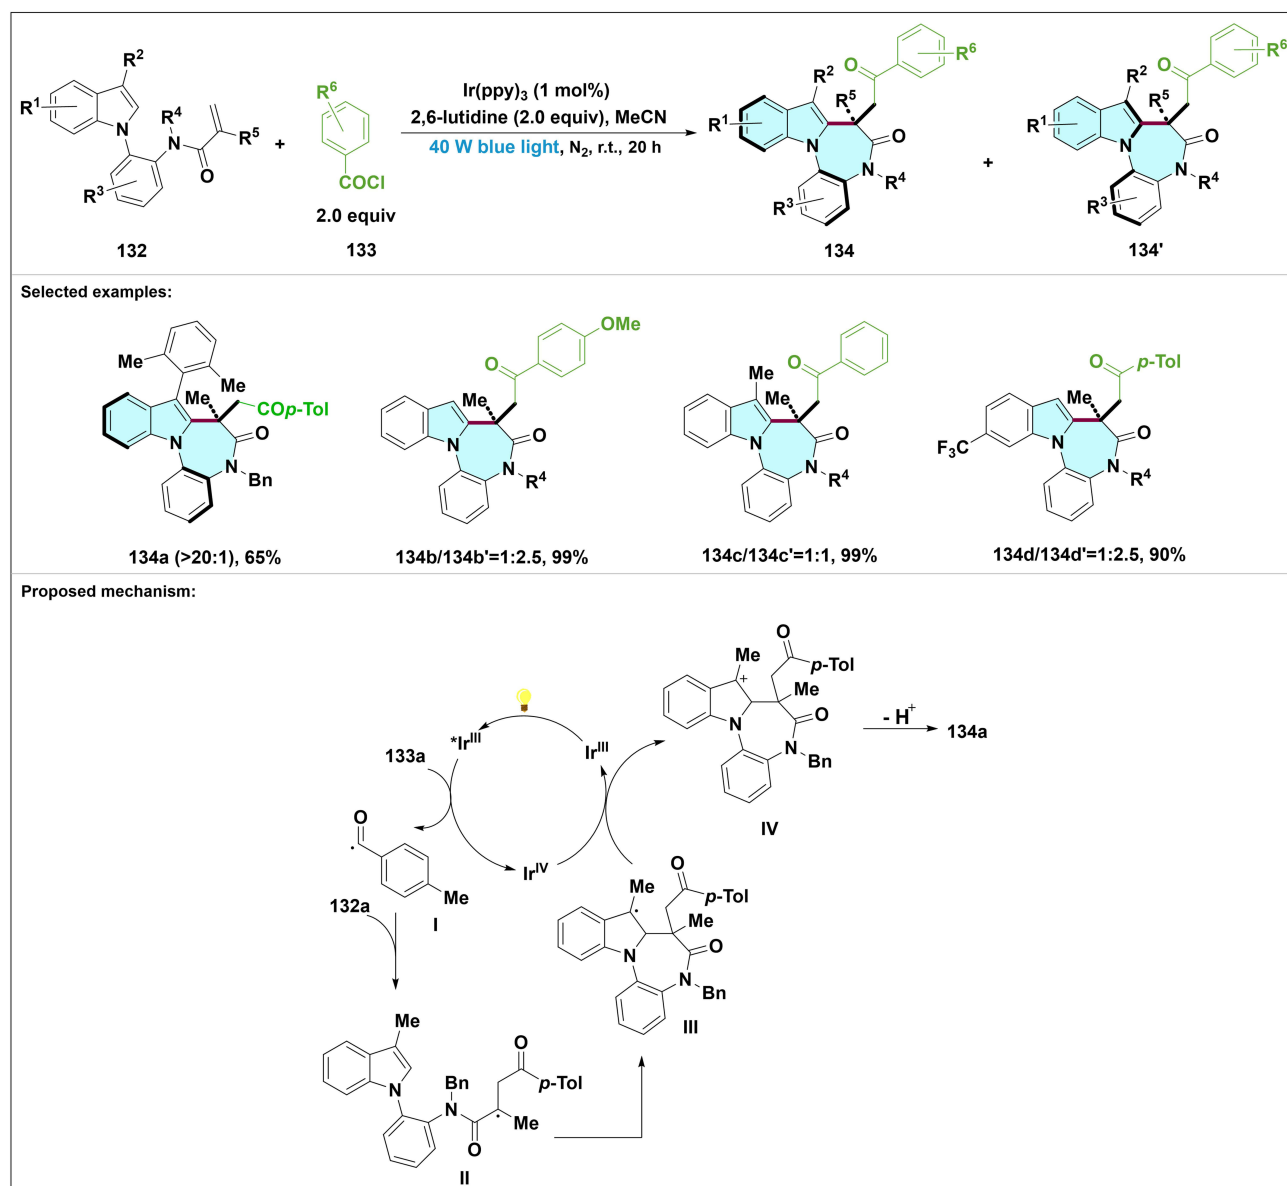 R² R⁴ R¹ N N R⁵ O R³
+
R⁶ COCl
2.0 equiv
Ir(ppy)₃ (1 mol%)
2,6-lutidine (2.0 equiv), MeCN
40 W blue light, N₂, r.t., 20 h
R⁶ O R² R⁵ R¹ O N N R⁴ R³
+
R⁶ O R² R⁵ R¹ O N N R⁴ R³
132
133
134
134'
Selected examples:
Me Me Me COp-Tol O N N Bn
OMe O Me O N N R⁴
O Me Me O N N R⁴
O p-Tol Me O F₃C N N R⁴
134a (>20:1), 65%
134b/134b'=1:2.5, 99%
134c/134c'=1:1, 99%
134d/134d'=1:2.5, 90%
Proposed mechanism:
*Irᴵᴵᴵ
Irᴵᴵᴵ
133a
Irᴵⱽ
O · Me
I
132a
Me N Bn N O · Me O p-Tol
II
Me · O p-Tol Me O N N Bn
III
Me + O p-Tol Me O N N Bn
IV
- H⁺
134a